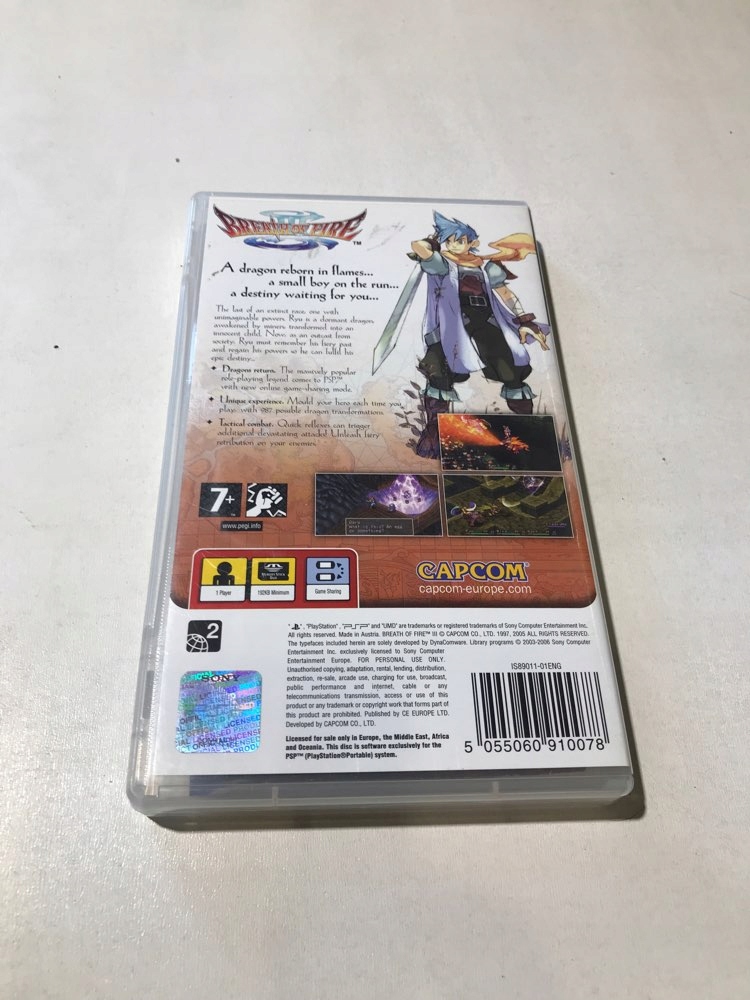 BREATH OF FIRE III ™
A dragon reborn in flames...
a small boy on the run...
a destiny waiting for you...
The last of an extinct race, one with
unimaginable powers. Ryu is a dormant dragon,
awakened by miners, transformed into an
innocent child. Now, as an outcast from
society, Ryu must remember his fiery past
and regain his powers so he can fulfil his
epic destiny...
✦ Dragons return. The massively popular
role-playing legend comes to PSP™
with new online game-sharing mode.
✦ Unique experience. Mould your hero each time you
play, with 987 possible dragon transformations.
✦ Tactical combat. Quick reflexes can trigger
additional devastating attacks! Unleash fiery
retribution on your enemies.
7+
www.pegi.info
1 Player
192KB Minimum
Game Sharing
CAPCOM
capcom-europe.com
2
SONY
"PlayStation", "PSP" and "UMD" are trademarks or registered trademarks of Sony Computer Entertainment Inc.
All rights reserved. Made in Austria. BREATH OF FIRE™ III © CAPCOM CO., LTD. 1997, 2005 ALL RIGHTS RESERVED.
The typefaces included herein are solely developed by DynaComware. Library programs © 2003-2006 Sony Computer
Entertainment Inc. exclusively licensed to Sony Computer
Entertainment Europe. FOR PERSONAL USE ONLY.
Unauthorised copying, adaptation, rental, lending, distribution,
extraction, re-sale, arcade use, charging for use, broadcast,
public performance and internet, cable or any
telecommunications transmission, access or use of this
product or any trademark or copyright work that forms part of
this product are prohibited. Published by CE EUROPE LTD.
Developed by CAPCOM CO., LTD.
Licensed for sale only in Europe, the Middle East, Africa
and Oceania. This disc is software exclusively for the
PSP™ (PlayStation®Portable) system.
IS89011-01ENG
5 055060 910078